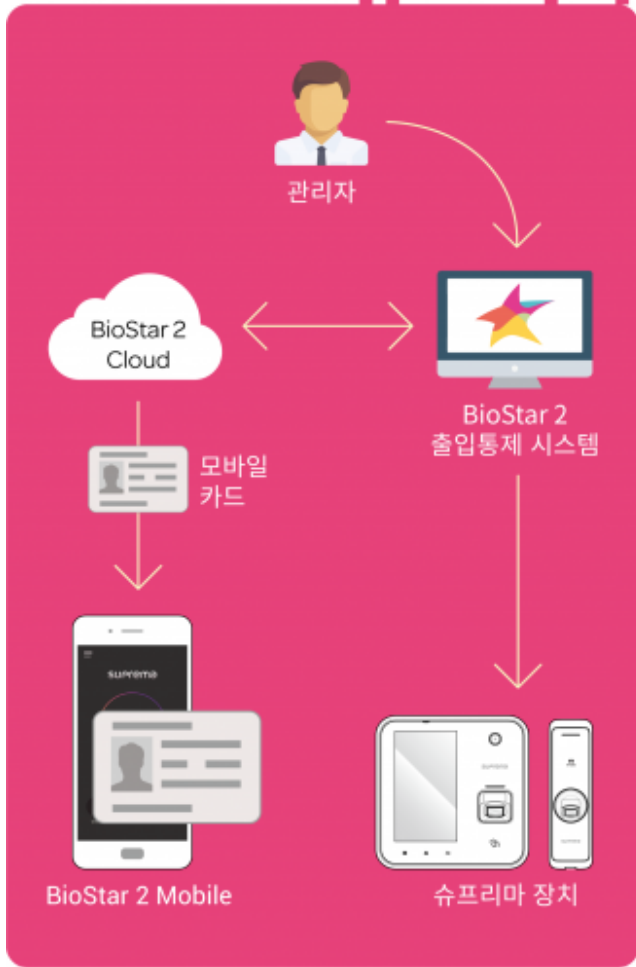 관리자
BioStar 2
Cloud
BioStar 2
출입통제 시스템
모바일
카드
suprema
suprema
BioStar 2 Mobile
슈프리마 장치